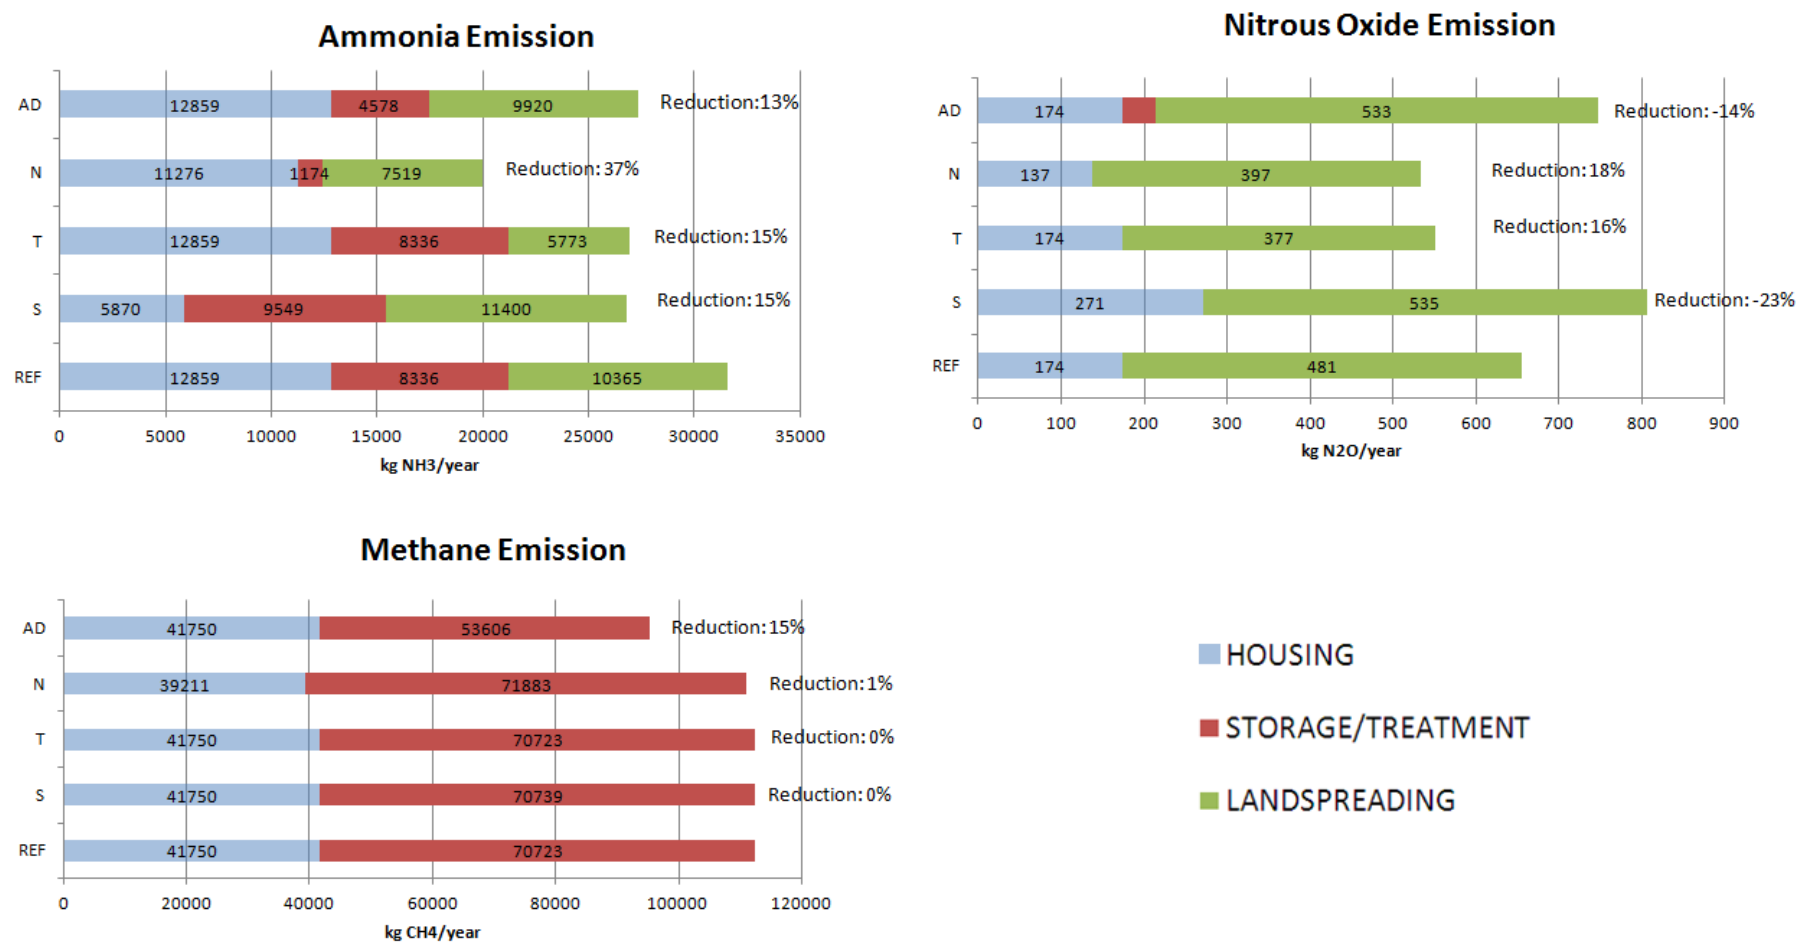 Ammonia Emission
AD 12859 4578 9920 Reduction:13%
N 11276 1174 7519 Reduction:37%
T 12859 8336 5773 Reduction:15%
S 5870 9549 11400 Reduction:15%
REF 12859 8336 10365
0 5000 10000 15000 20000 25000 30000 35000
kg NH3/year
Nitrous Oxide Emission
AD 174 533 Reduction:-14%
N 137 397 Reduction:18%
T 174 377 Reduction:16%
S 271 535 Reduction:-23%
REF 174 481
0 100 200 300 400 500 600 700 800 900
kg N2O/year
Methane Emission
AD 41750 53606 Reduction:15%
N 39211 71883 Reduction:1%
T 41750 70723 Reduction:0%
S 41750 70739 Reduction:0%
REF 41750 70723
0 20000 40000 60000 80000 100000 120000
kg CH4/year
HOUSING
STORAGE/TREATMENT
LANDSPREADING